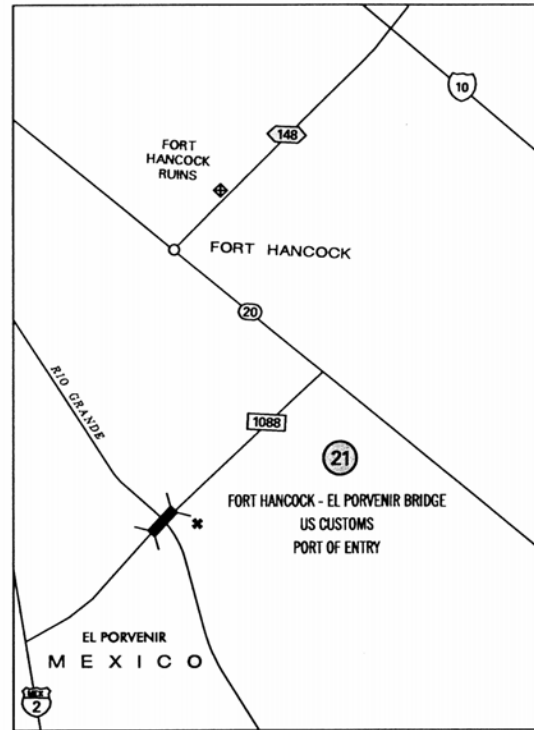 10
148
FORT
HANCOCK
RUINS
FORT HANCOCK
20
RIO GRANDE
1088
21
FORT HANCOCK - EL PORVENIR BRIDGE
US CUSTOMS
PORT OF ENTRY
EL PORVENIR
MEXICO
MEX
2